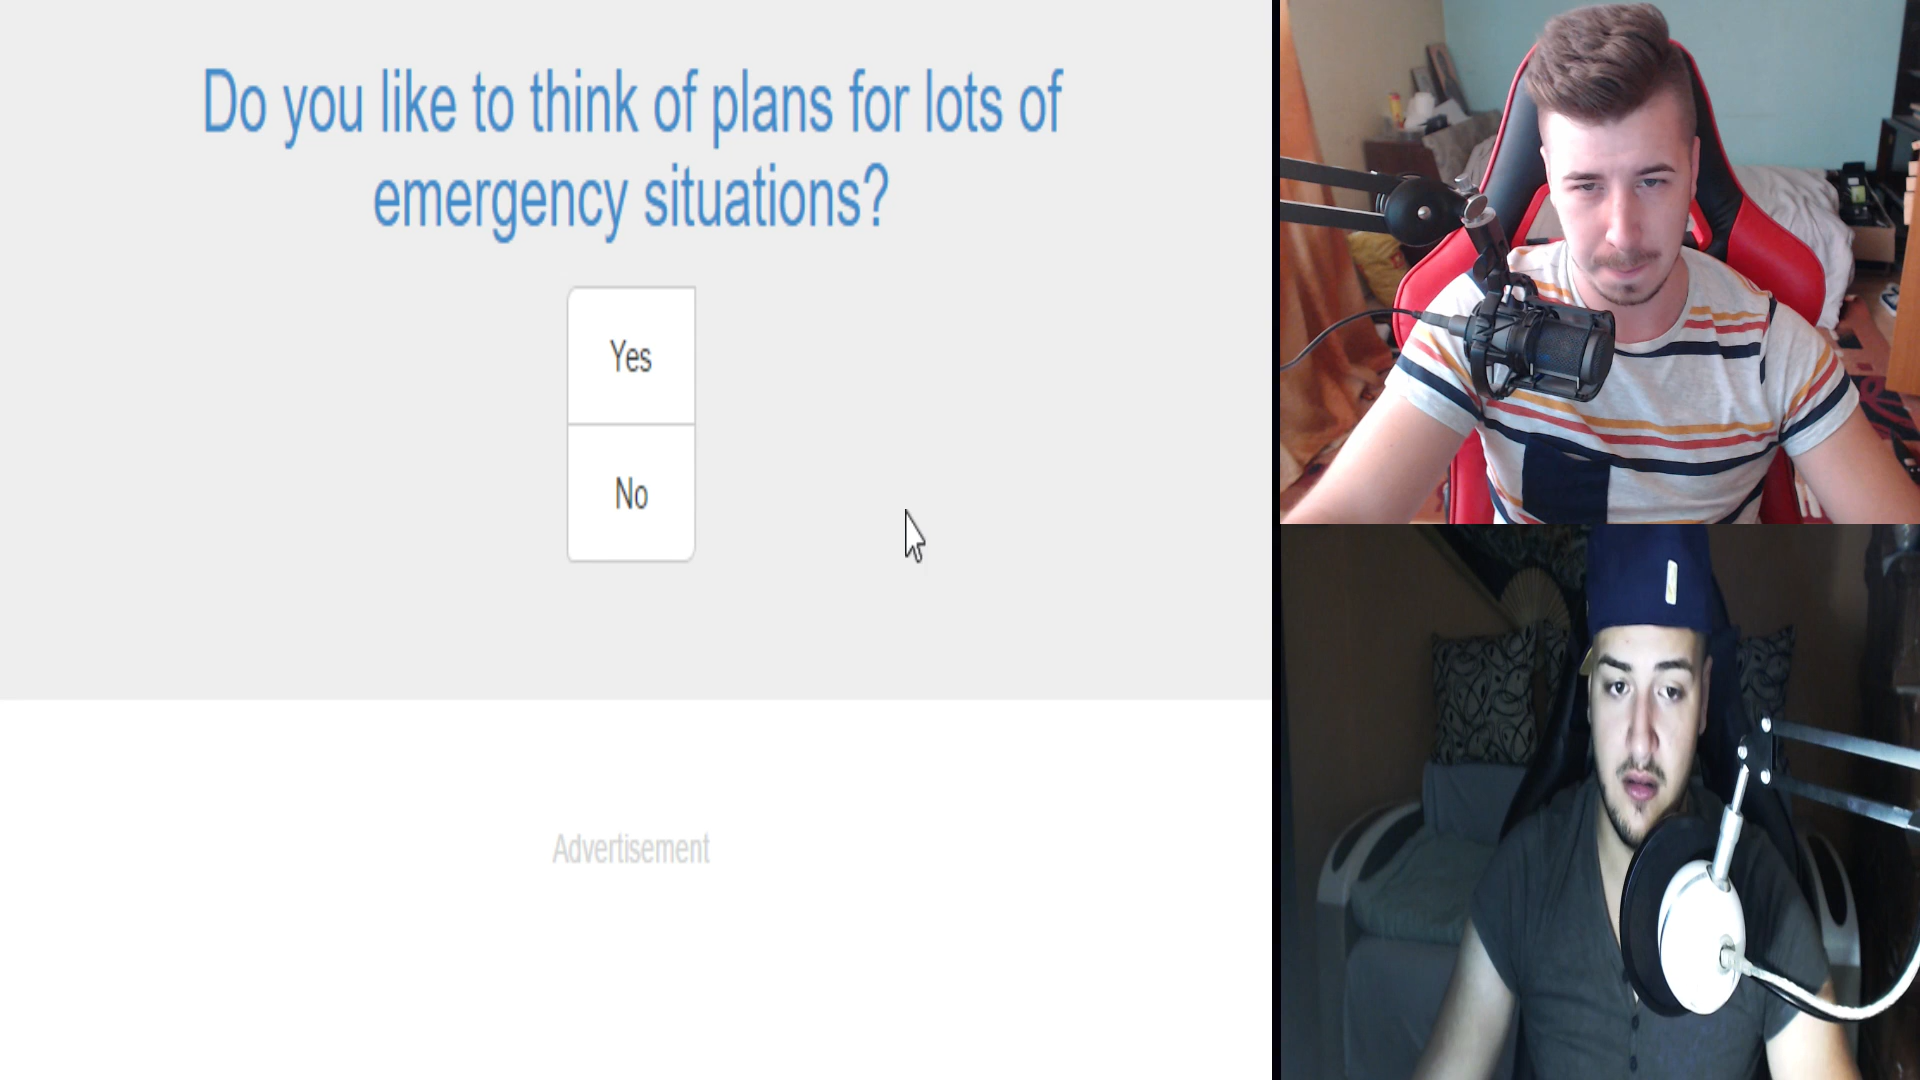 Do you like to think of plans for lots of
emergency situations?
Yes
No
Advertisement